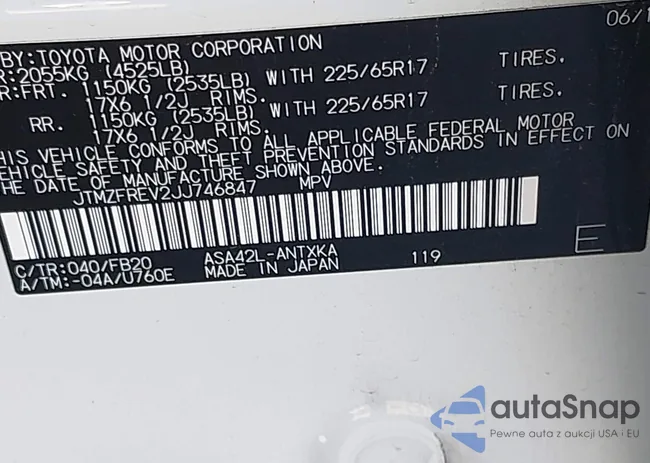 BY:TOYOTA MOTOR CORPORATION 06/1
R:2055KG (4525LB)
R:FRT. 1150KG (2535LB) WITH 225/65R17 TIRES.
17X6 1/2J RIMS.
RR. 1150KG (2535LB) WITH 225/65R17 TIRES.
17X6 1/2J RIMS.
HIS VEHICLE CONFORMS TO ALL APPLICABLE FEDERAL MOTOR
VEHICLE SAFETY AND THEFT PREVENTION STANDARDS IN EFFECT ON
THE DATE OF MANUFACTURE SHOWN ABOVE.
JTMZFREV2JJ746847 MPV
C/TR:040/FB20 ASA42L-ANTXKA 119 E
A/TM:-04A/U760E MADE IN JAPAN
autaSnap
Pewne auta z aukcji USA i EU